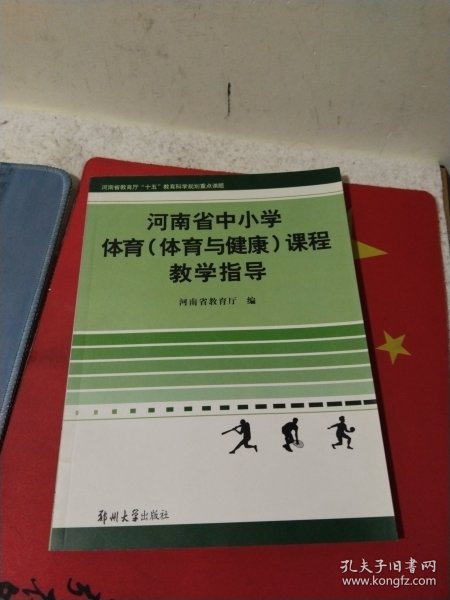 河南省教育厅“十五”教育科学规划重点课题
河南省中小学
体育(体育与健康)课程
教学指导
河南省教育厅 编
郑州大学出版社
孔夫子旧书网
www.kongfz.com